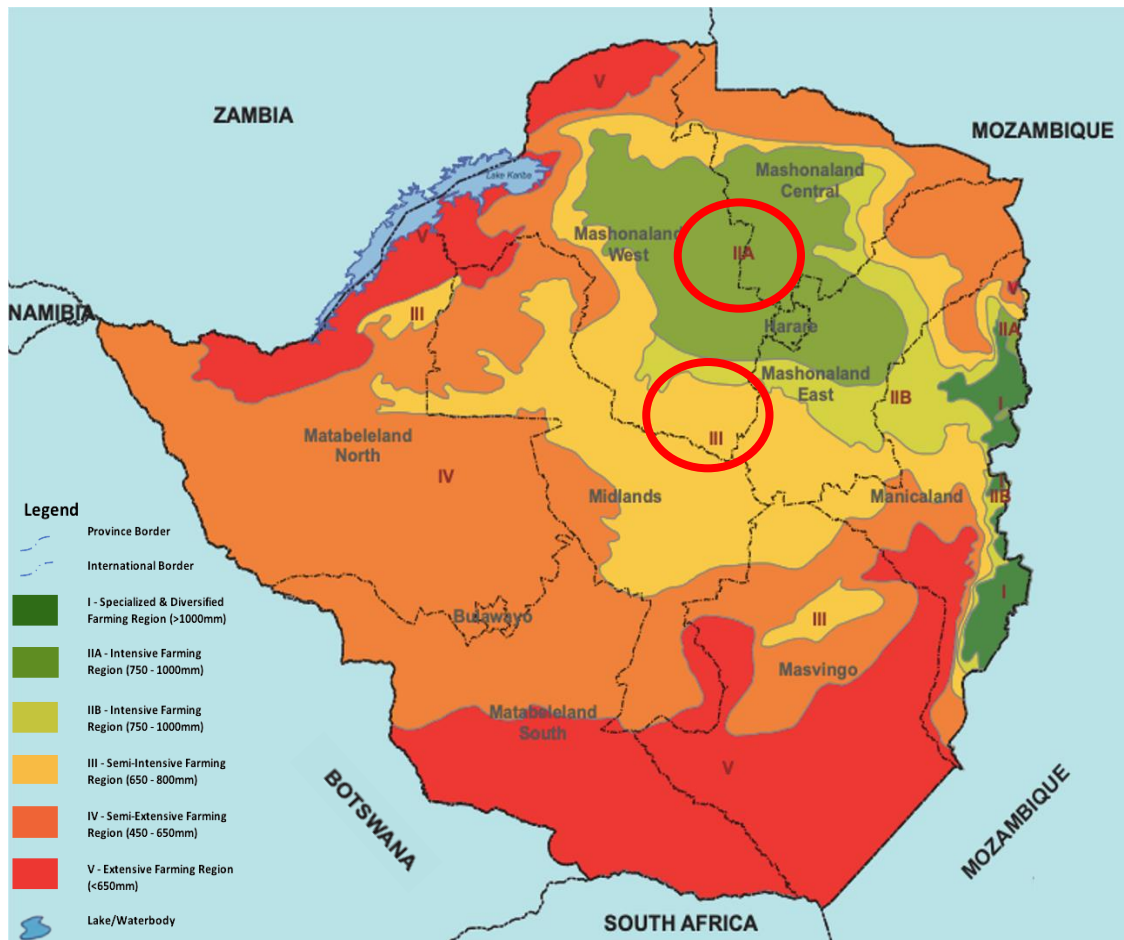 ZAMBIA
MOZAMBIQUE
NAMIBIA
V
Lake Kariba
V
Mashonaland
Central
Mashonaland
West
IIA
III
V
IIA
Harare
Mashonaland
East
IIB
I
Matabeleland
North
IV
III
Midlands
Manicaland
I
IIB
I
Bulawayo
III
Masvingo
Matabeleland
South
V
BOTSWANA
MOZAMBIQUE
SOUTH AFRICA
Legend
Province Border
International Border
I - Specialized & Diversified
Farming Region (>1000mm)
IIA - Intensive Farming
Region (750 - 1000mm)
IIB - Intensive Farming
Region (750 - 1000mm)
III - Semi-Intensive Farming
Region (650 - 800mm)
IV - Semi-Extensive Farming
Region (450 - 650mm)
V - Extensive Farming Region
(<650mm)
Lake/Waterbody